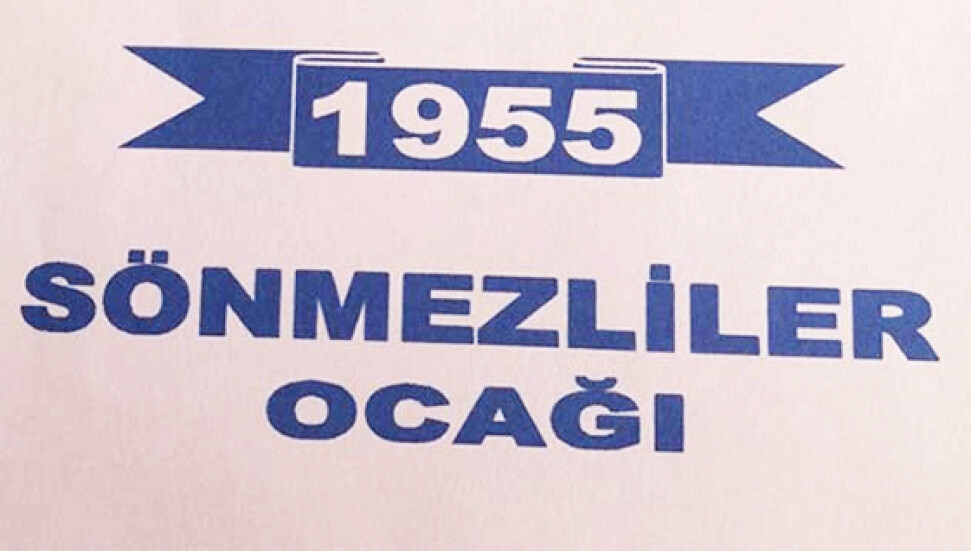 1955
SÖNMEZLİLER
OCAĞI